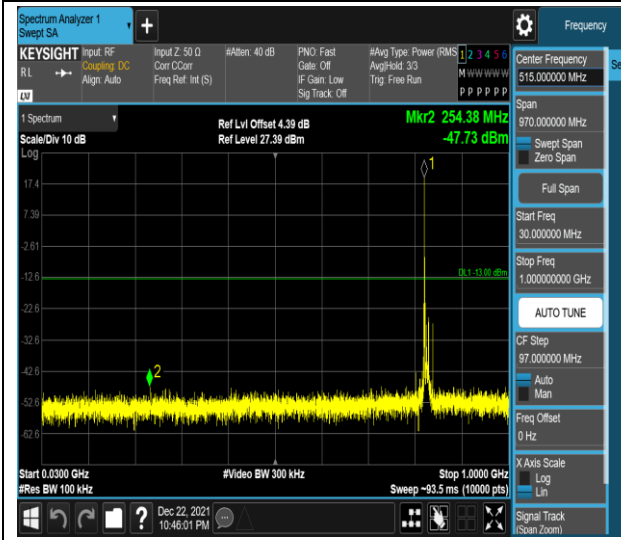 Spectrum Analyzer 1
Swept SA
Frequency
KEYSIGHT
RL
Input: RF
Coupling: DC
Align: Auto
Input Z: 50 Ω
Corr CCorr
Freq Ref: Int (S)
#Atten: 40 dB
PNO: Fast
Gate: Off
IF Gain: Low
Sig Track: Off
#Avg Type: Power (RMS
Avg|Hold: 3/3
Trig: Free Run
1 2 3 4 5 6
M W W W W W
P P P P P P
LXI
1 Spectrum
Scale/Div 10 dB
Log
Ref Lvl Offset 4.39 dB
Ref Level 27.39 dBm
Mkr2 254.38 MHz
-47.73 dBm
1
17.4
7.39
-2.61
-12.6
DL1 -13.00 dBm
-22.6
-32.6
-42.6
2
-52.6
-62.6
Start 0.0300 GHz
#Res BW 100 kHz
#Video BW 300 kHz
Stop 1.0000 GHz
Sweep ~93.5 ms (10000 pts)
Dec 22, 2021
10:46:01 PM
Center Frequency
515.000000 MHz
Se
Span
970.000000 MHz
Swept Span
Zero Span
Full Span
Start Freq
30.000000 MHz
Stop Freq
1.000000000 GHz
AUTO TUNE
CF Step
97.000000 MHz
Auto
Man
Freq Offset
0 Hz
X Axis Scale
Log
Lin
Signal Track
(Span Zoom)